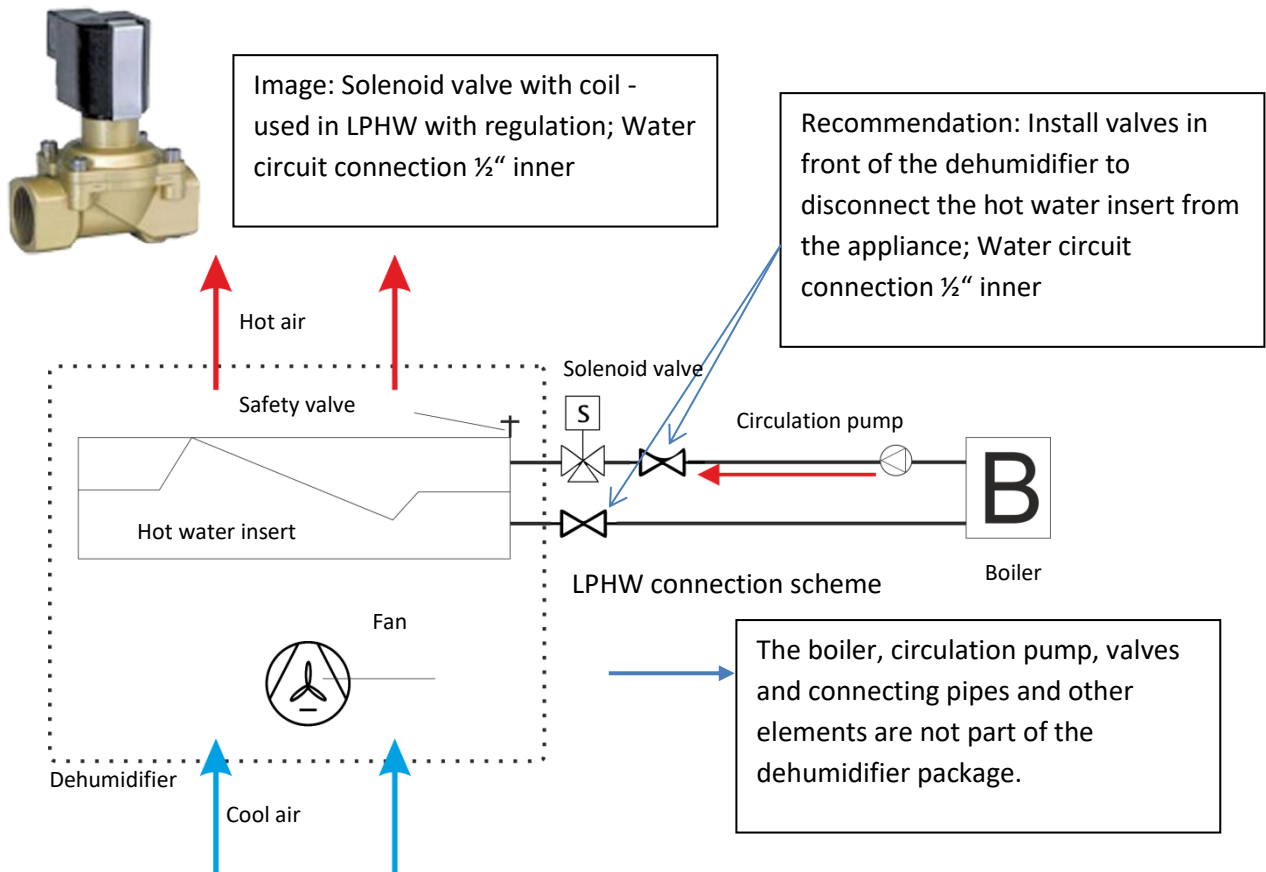 Image: Solenoid valve with coil -
used in LPHW with regulation; Water
circuit connection ½“ inner
Recommendation: Install valves in
front of the dehumidifier to
disconnect the hot water insert from
the appliance; Water circuit
connection ½“ inner
Hot air
Solenoid valve
Safety valve
S
Circulation pump
B
Hot water insert
Boiler
LPHW connection scheme
Fan
The boiler, circulation pump, valves
and connecting pipes and other
elements are not part of the
dehumidifier package.
Dehumidifier
Cool air